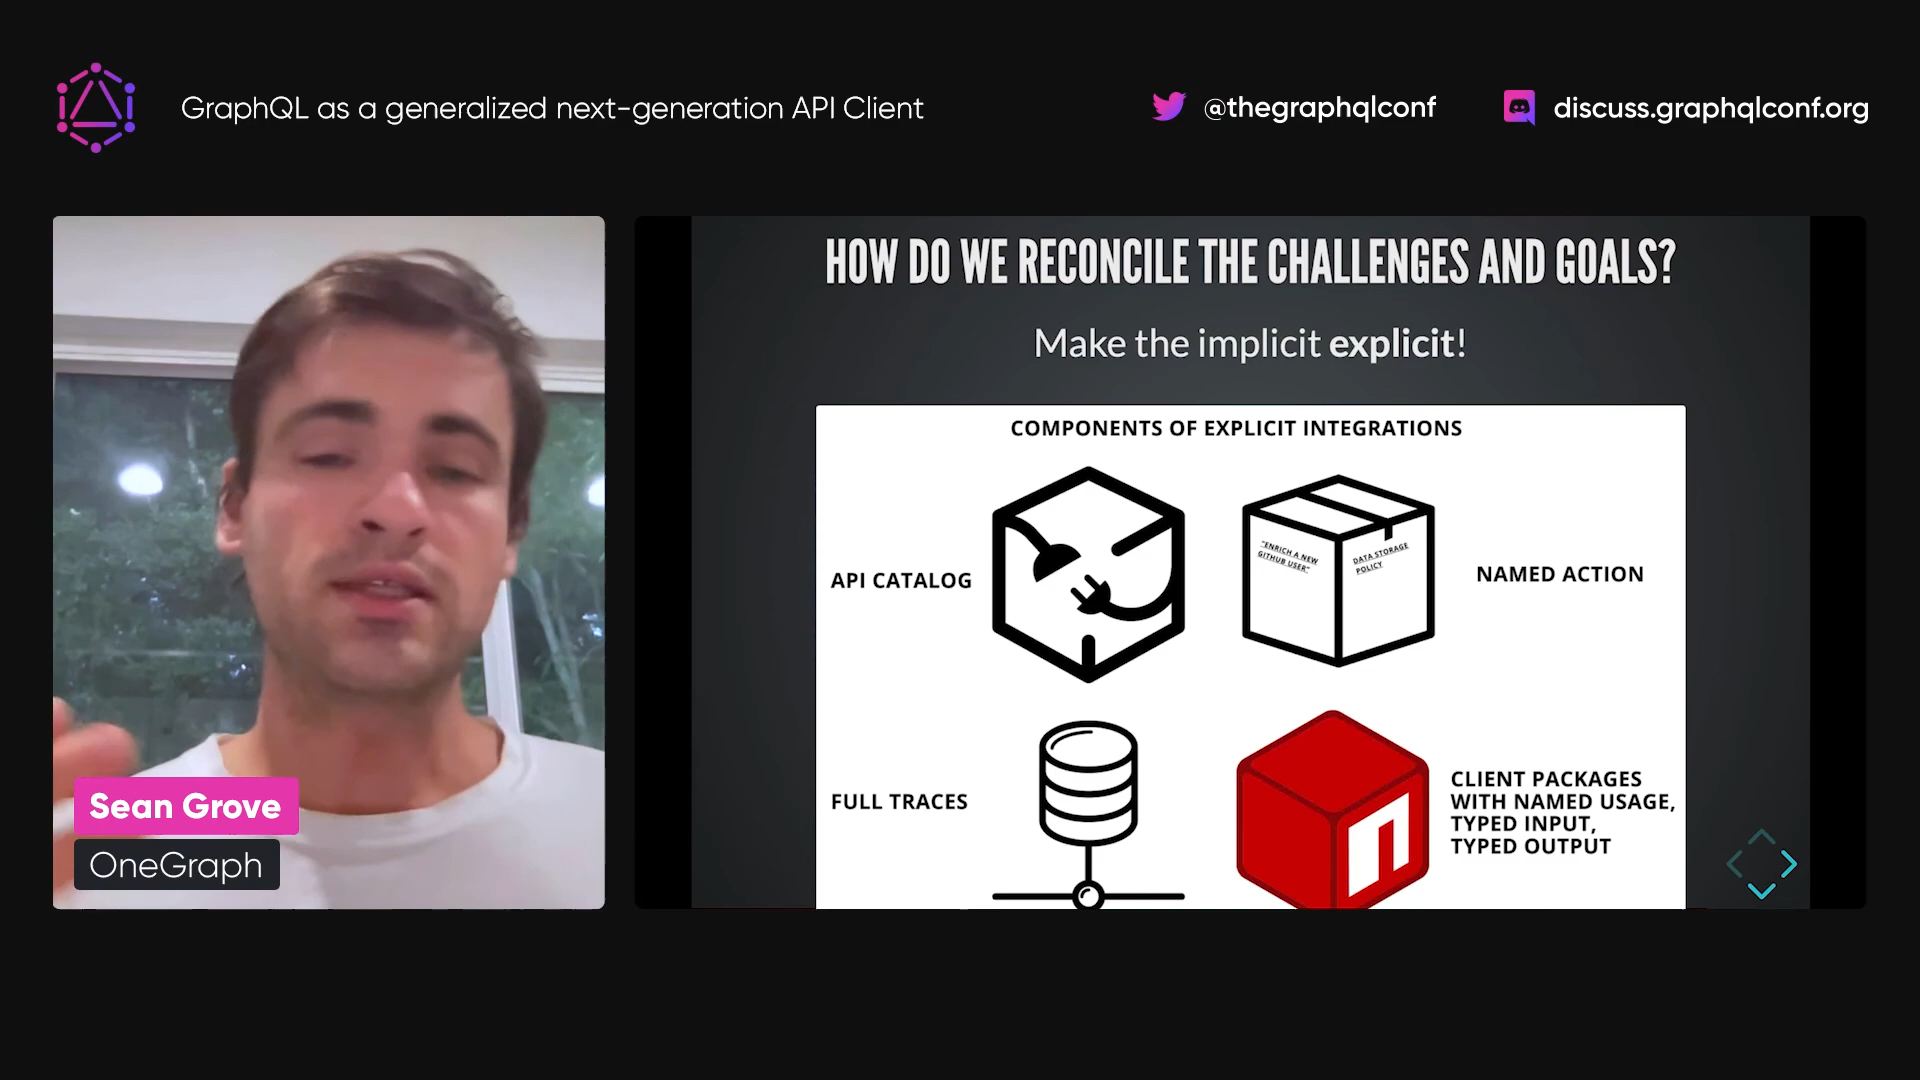 GraphQL as a generalized next-generation API Client
@thegraphqlconf
discuss.graphqlconf.org
HOW DO WE RECONCILE THE CHALLENGES AND GOALS?
Make the implicit explicit!
COMPONENTS OF EXPLICIT INTEGRATIONS
API CATALOG
"ENRICH A NEW
GITHUB USER"
DATA STORAGE
POLICY
NAMED ACTION
FULL TRACES
CLIENT PACKAGES
WITH NAMED USAGE,
TYPED INPUT,
TYPED OUTPUT
Sean Grove
OneGraph